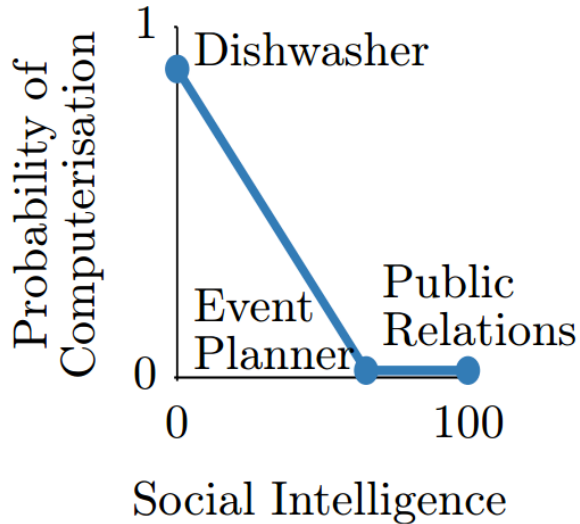 1
Dishwasher
Probability of
Computerisation
Public
Relations
Event
Planner
0
0
100
Social Intelligence